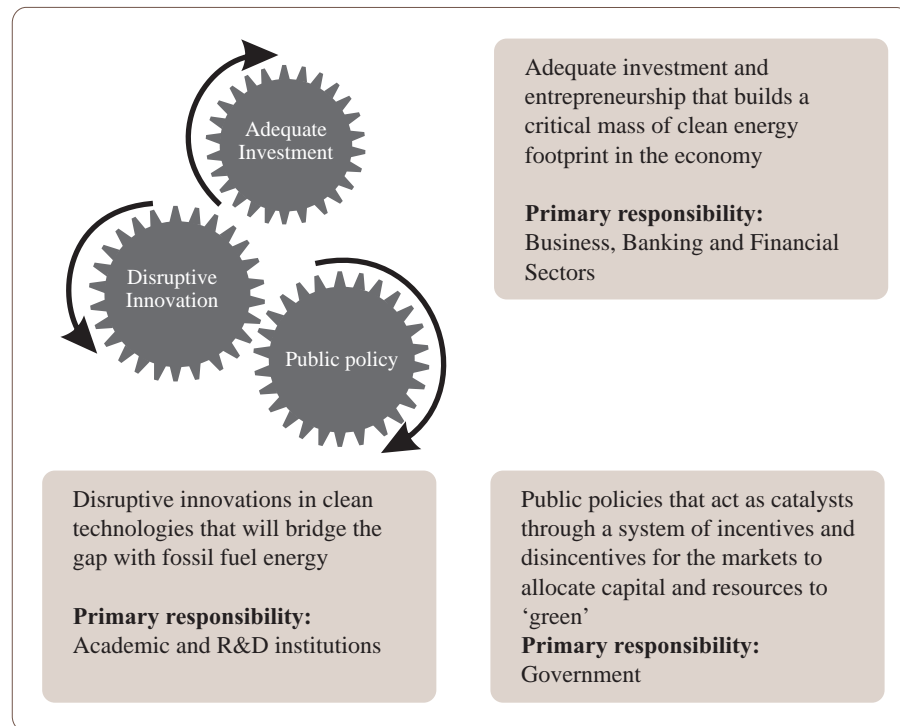 Adequate
Investment
Disruptive
Innovation
Public policy
Adequate investment and
entrepreneurship that builds a
critical mass of clean energy
footprint in the economy
Primary responsibility:
Business, Banking and Financial
Sectors
Disruptive innovations in clean
technologies that will bridge the
gap with fossil fuel energy
Primary responsibility:
Academic and R&D institutions
Public policies that act as catalysts
through a system of incentives and
disincentives for the markets to
allocate capital and resources to
‘green’
Primary responsibility:
Government